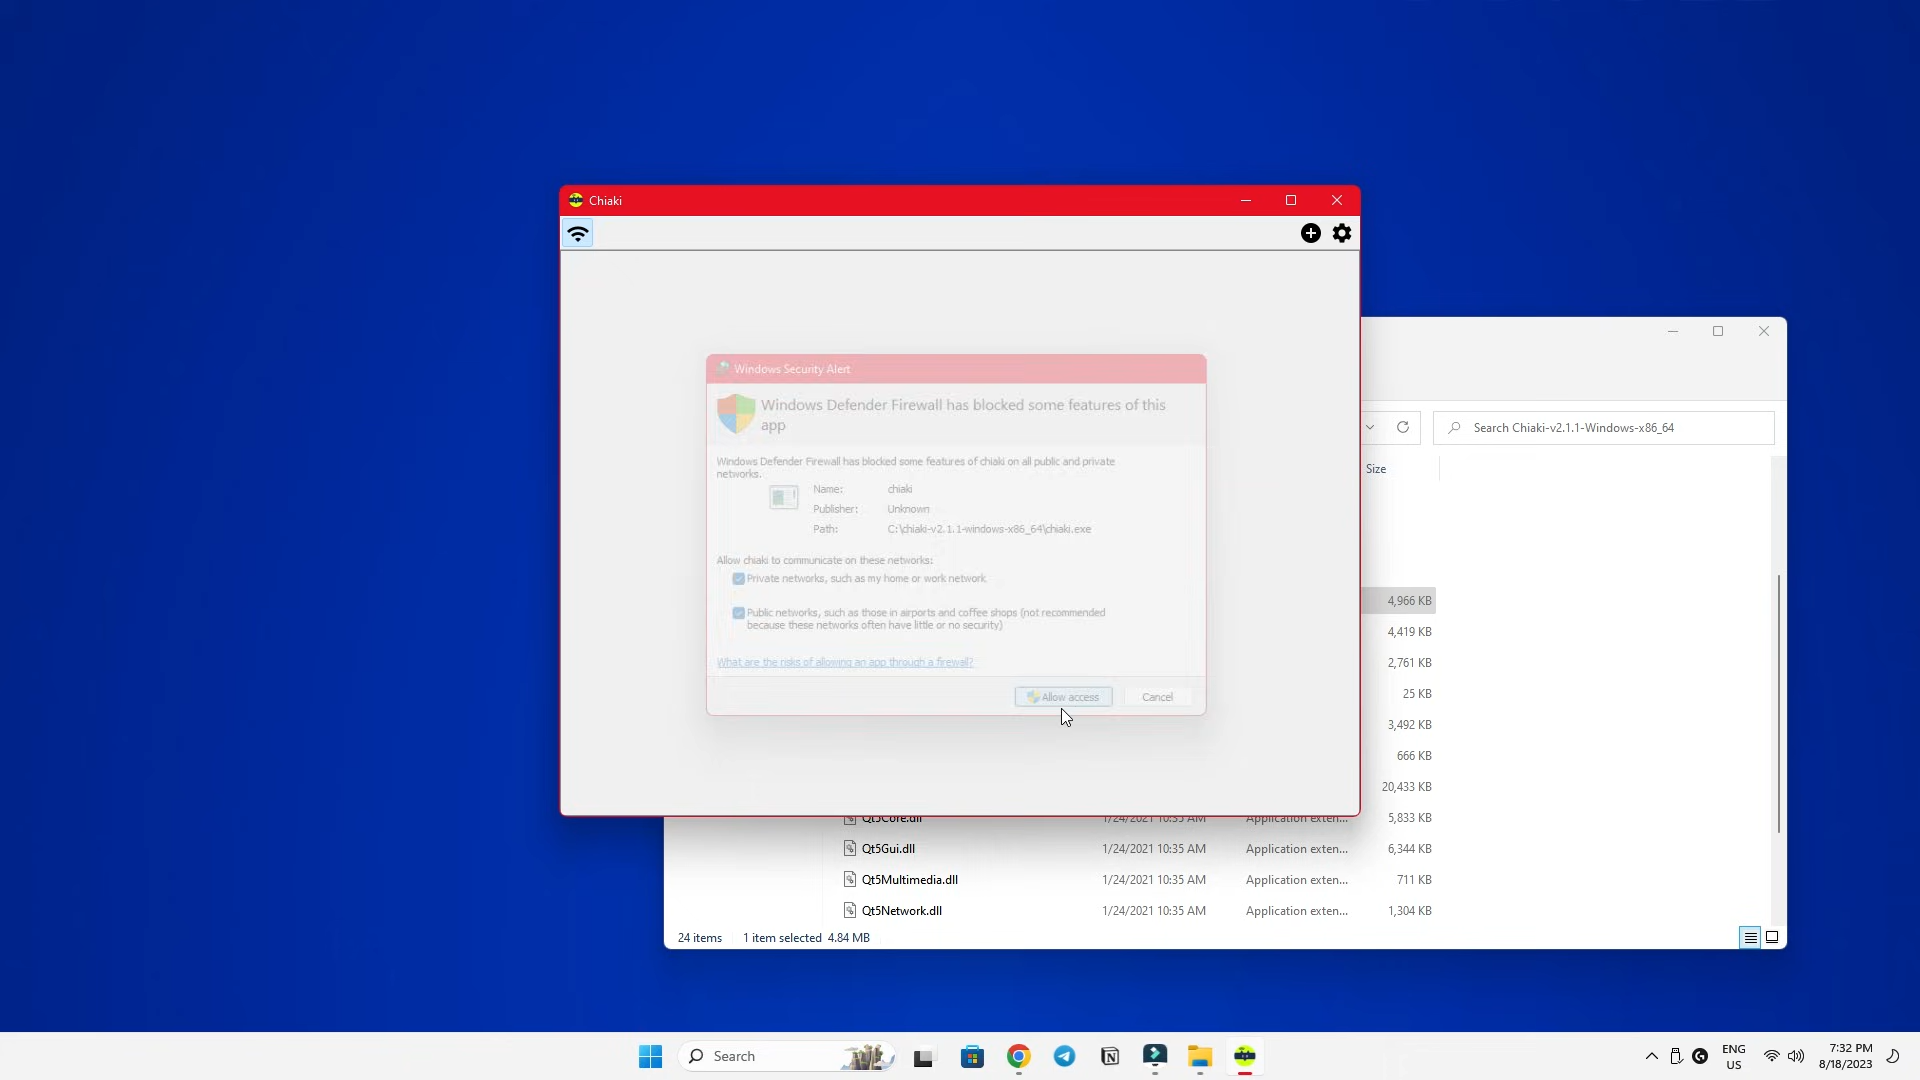 Chiaki
Windows Security Alert
Windows Defender Firewall has blocked some features of this
app
Windows Defender Firewall has blocked some features of chiaki on all public and private
networks.
Name: chiaki
Publisher: Unknown
Path: C:\chiaki-v2.1.1-windows-x86_64\chiaki.exe
Allow chiaki to communicate on these networks:
Private networks, such as my home or work network
Public networks, such as those in airports and coffee shops (not recommended
because these networks often have little or no security)
What are the risks of allowing an app through a firewall?
Allow access Cancel
Search Chiaki-v2.1.1-Windows-x86_64
Size
4,966 KB
4,419 KB
2,761 KB
25 KB
3,492 KB
666 KB
20,433 KB
Qt5Core.dll 1/24/2021 10:35 AM Application exten... 5,833 KB
Qt5Gui.dll 1/24/2021 10:35 AM Application exten... 6,344 KB
Qt5Multimedia.dll 1/24/2021 10:35 AM Application exten... 711 KB
Qt5Network.dll 1/24/2021 10:35 AM Application exten... 1,304 KB
24 items 1 item selected 4.84 MB
Search
ENG
US
7:32 PM
8/18/2023